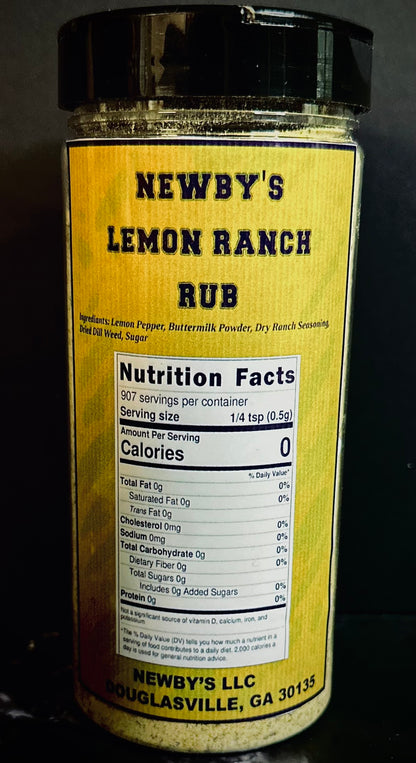 NEWBY'S
LEMON RANCH
RUB
Ingrediants: Lemon Pepper, Buttermilk Powder, Dry Ranch Seasoning,
Dried Dill Weed, Sugar
Nutrition Facts
907 servings per container
Serving size 1/4 tsp (0.5g)
Amount Per Serving
Calories 0
% Daily Value*
Total Fat 0g 0%
Saturated Fat 0g 0%
Trans Fat 0g
Cholesterol 0mg 0%
Sodium 0mg 0%
Total Carbohydrate 0g 0%
Dietary Fiber 0g 0%
Total Sugars 0g
Includes 0g Added Sugars 0%
Protein 0g 0%
Not a significant source of vitamin D, calcium, iron, and
potassium
*The % Daily Value (DV) tells you how much a nutrient in a
serving of food contributes to a daily diet. 2,000 calories a
day is used for general nutrition advice.
NEWBY'S LLC
DOUGLASVILLE, GA 30135